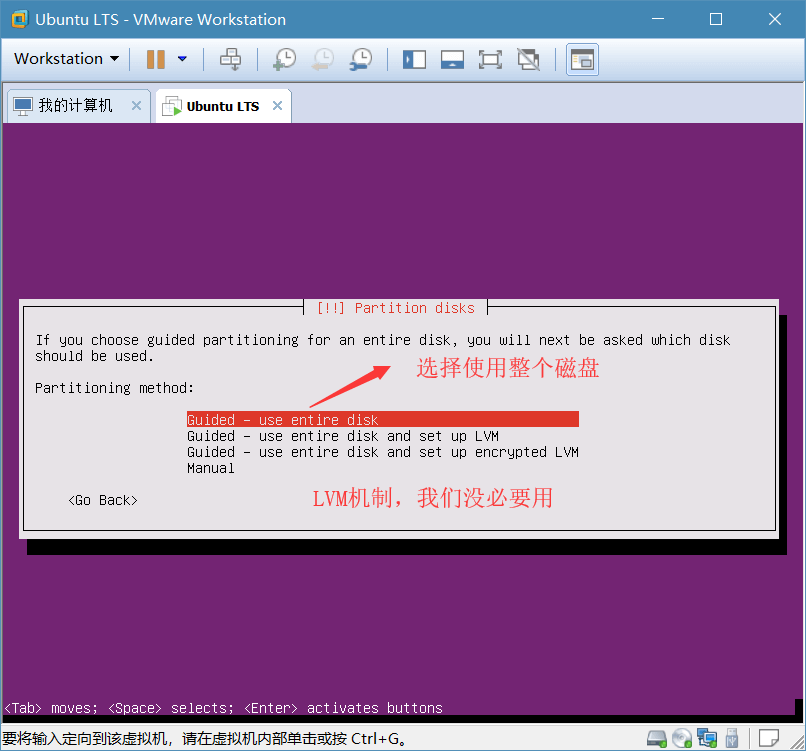 Ubuntu LTS - VMware Workstation
Workstation
我的计算机
Ubuntu LTS
[!!] Partition disks
If you choose guided partitioning for an entire disk, you will next be asked which disk
should be used.
选择使用整个磁盘
Partitioning method:
Guided - use entire disk
Guided - use entire disk and set up LVM
Guided - use entire disk and set up encrypted LVM
Manual
<Go Back>
LVM机制，我们没必要用
<Tab> moves; <Space> selects; <Enter> activates buttons
要将输入定向到该虚拟机，请在虚拟机内部单击或按 Ctrl+G。